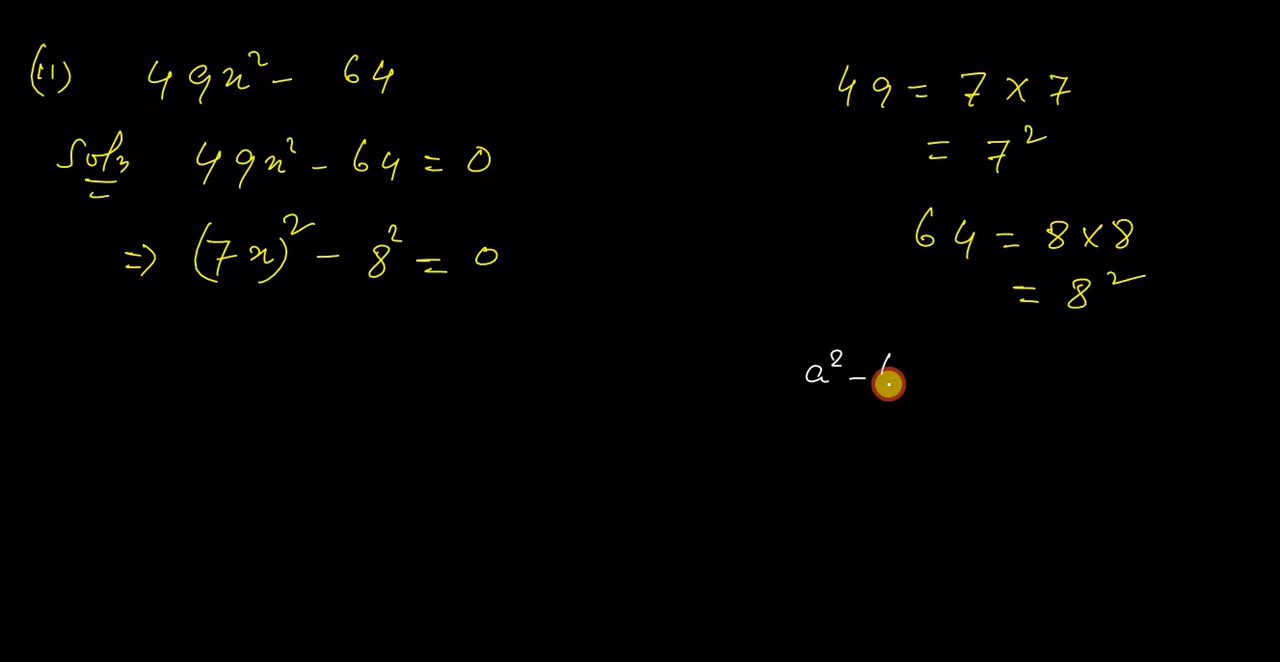 (ii) 49x² - 64
Soln 49x² - 64 = 0
⇒ (7x)² - 8² = 0
49 = 7 × 7
= 7²
64 = 8 × 8
= 8²
a² -